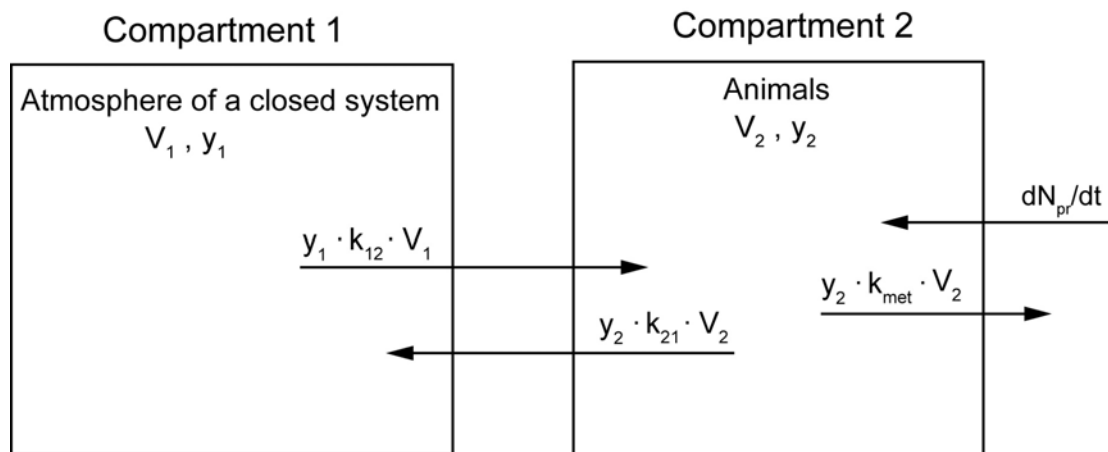 Compartment 1
Compartment 2
Atmosphere of a closed system
V₁ , y₁
Animals
V₂ , y₂
dNₚᵣ/dt
y₁ · k₁₂ · V₁
y₂ · kₘₑₜ · V₂
y₂ · k₂₁ · V₂